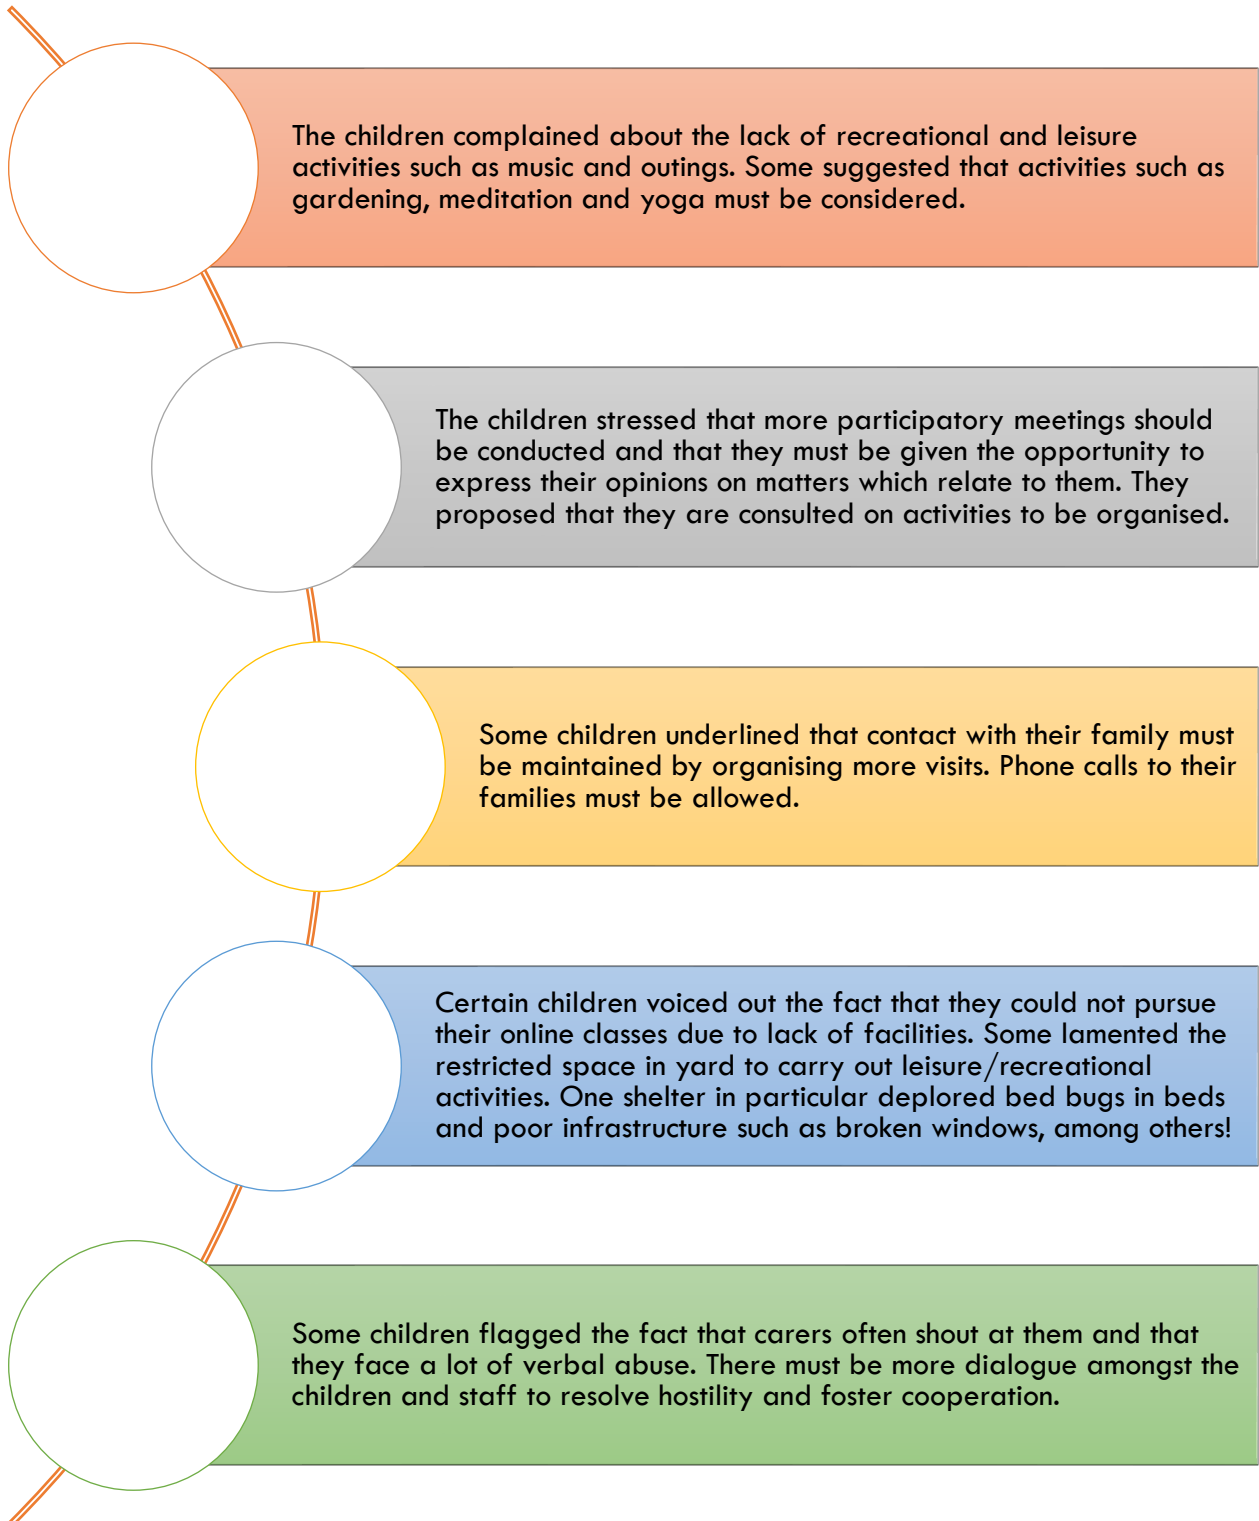 The children complained about the lack of recreational and leisure
activities such as music and outings. Some suggested that activities such as
gardening, meditation and yoga must be considered.
The children stressed that more participatory meetings should
be conducted and that they must be given the opportunity to
express their opinions on matters which relate to them. They
proposed that they are consulted on activities to be organised.
Some children underlined that contact with their family must
be maintained by organising more visits. Phone calls to their
families must be allowed.
Certain children voiced out the fact that they could not pursue
their online classes due to lack of facilities. Some lamented the
restricted space in yard to carry out leisure/recreational
activities. One shelter in particular deplored bed bugs in beds
and poor infrastructure such as broken windows, among others!
Some children flagged the fact that carers often shout at them and that
they face a lot of verbal abuse. There must be more dialogue amongst the
children and staff to resolve hostility and foster cooperation.